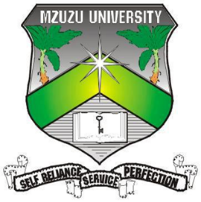 MZUZU UNIVERSITY
SELF RELIANCE SERVICE PERFECTION